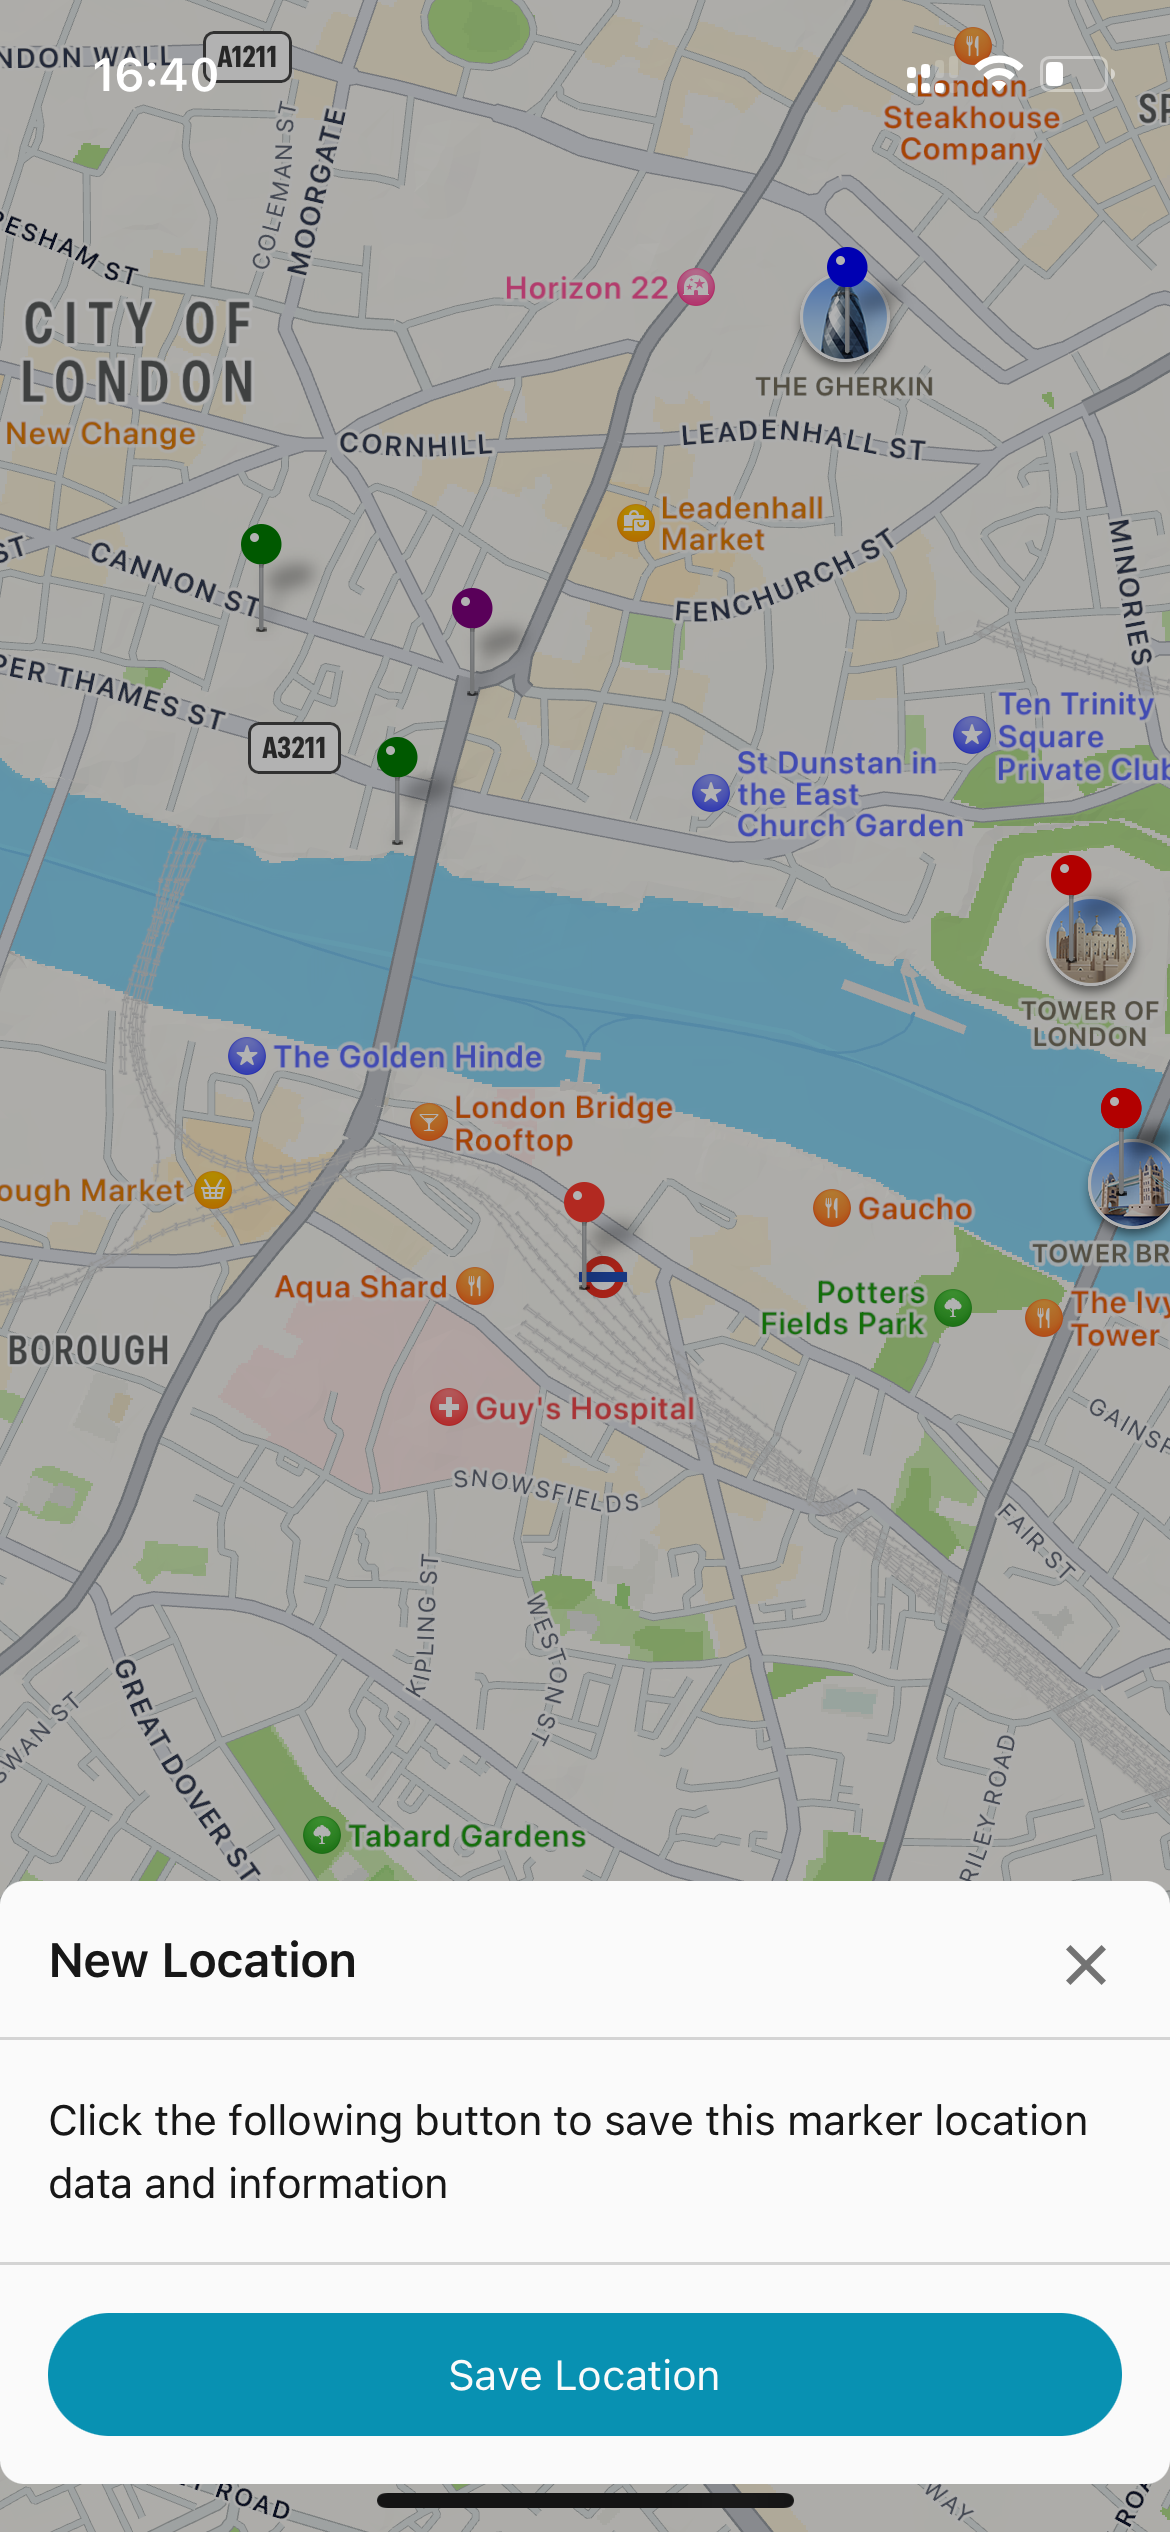 NDON WALL
A1211
16:40
London
Steakhouse
Company
COLEMAN ST
MOORGATE
RESHAM ST
Horizon 22
CITY OF
LONDON
THE GHERKIN
New Change
CORNHILL
LEADENHALL ST
Leadenhall
Market
ST
CANNON ST
FENCHURCH ST
MINORIES
PER THAMES ST
A3211
Ten Trinity
Square
Private Club
St Dunstan in
the East
Church Garden
TOWER OF
LONDON
The Golden Hinde
London Bridge
Rooftop
ough Market
Gaucho
TOWER BR
Aqua Shard
Potters
Fields Park
The Ivy
Tower
BOROUGH
Guy's Hospital
GAINSF
SNOWSFIELDS
FAIR ST
KIPLING ST
WESTON ST
GREAT DOVER ST
SWAN ST
RILEY ROAD
Tabard Gardens
New Location
Click the following button to save this marker location
data and information
Save Location
ROAD
WAY
ROA